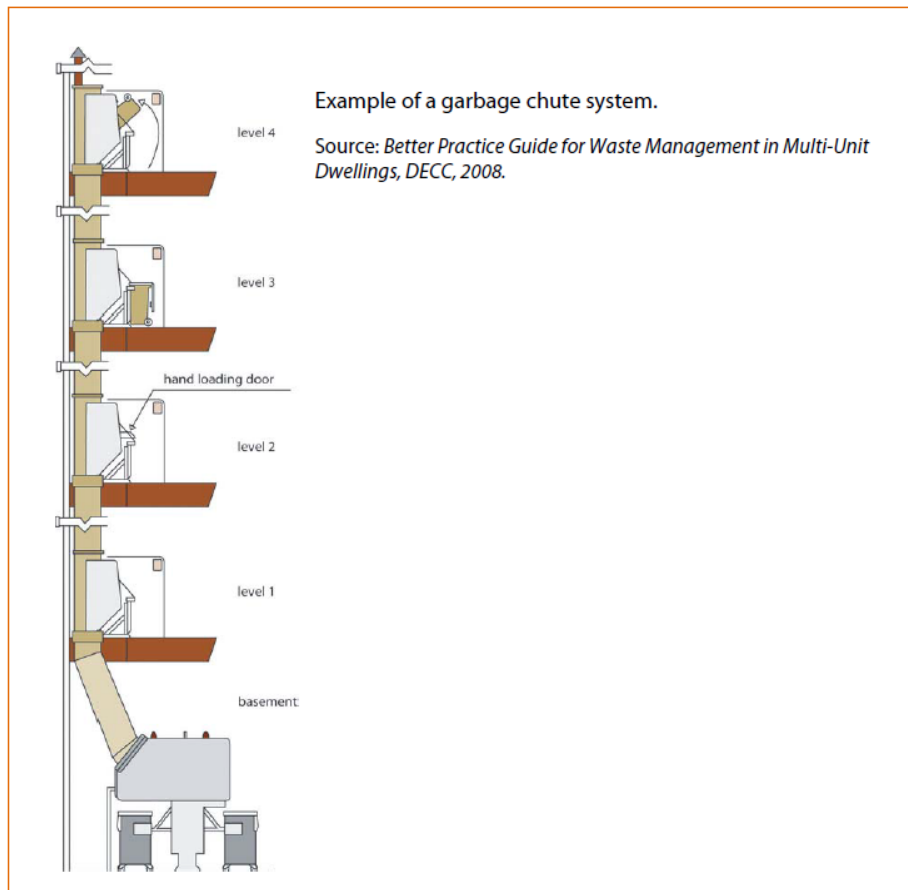 Example of a garbage chute system.
Source: Better Practice Guide for Waste Management in Multi-Unit
Dwellings, DECC, 2008.
level 4
level 3
hand loading door
level 2
level 1
basement